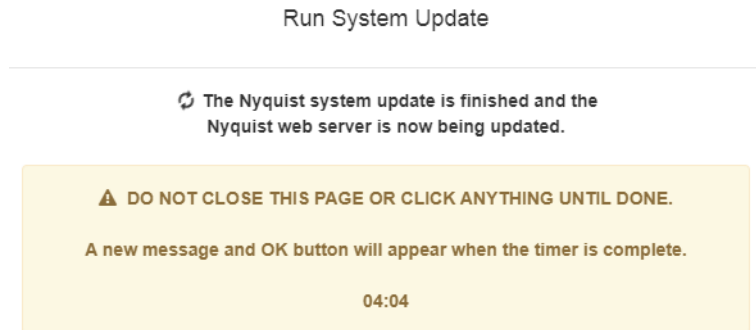 Run System Update
The Nyquist system update is finished and the
Nyquist web server is now being updated.
DO NOT CLOSE THIS PAGE OR CLICK ANYTHING UNTIL DONE.
A new message and OK button will appear when the timer is complete.
04:04